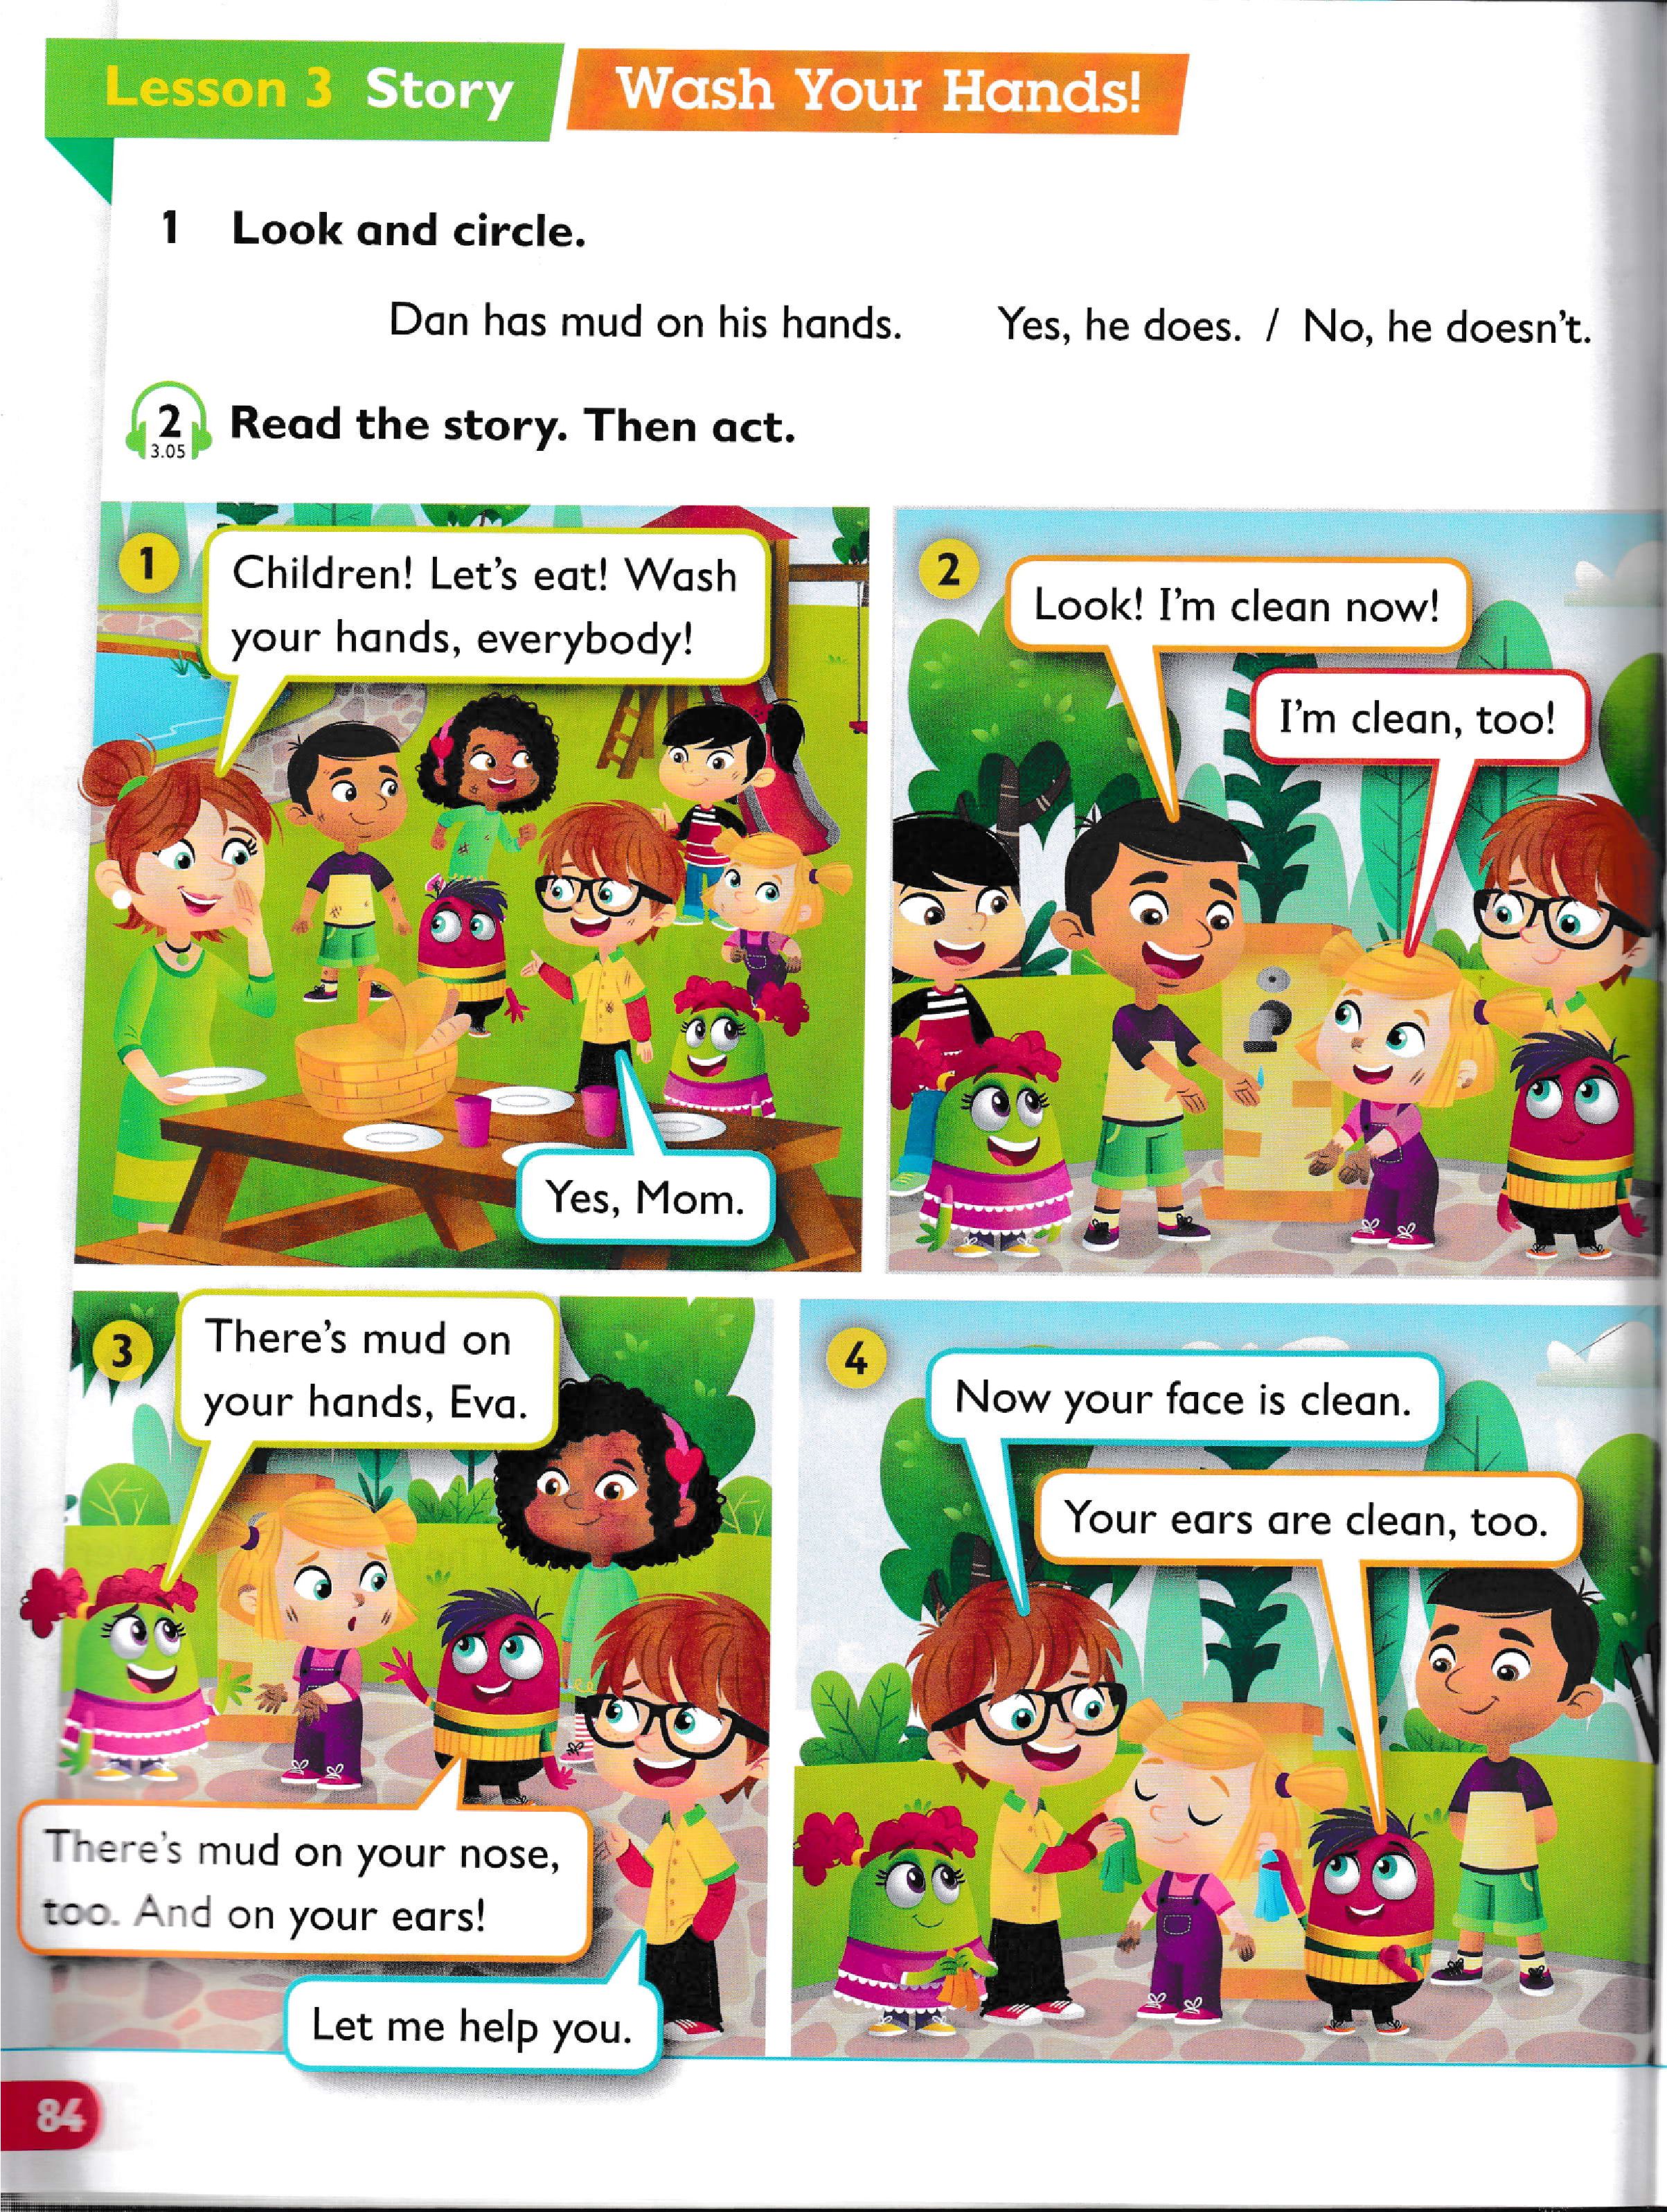 Lesson 3 Story Wash Your Hands!
1 Look and circle.
Dan has mud on his hands. Yes, he does. / No, he doesn't.
2 Read the story. Then act.
3.05
1
Children! Let's eat! Wash
your hands, everybody!
Yes, Mom.
2
Look! I'm clean now!
I'm clean, too!
3
There's mud on
your hands, Eva.
There's mud on your nose,
too. And on your ears!
Let me help you.
4
Now your face is clean.
Your ears are clean, too.
84